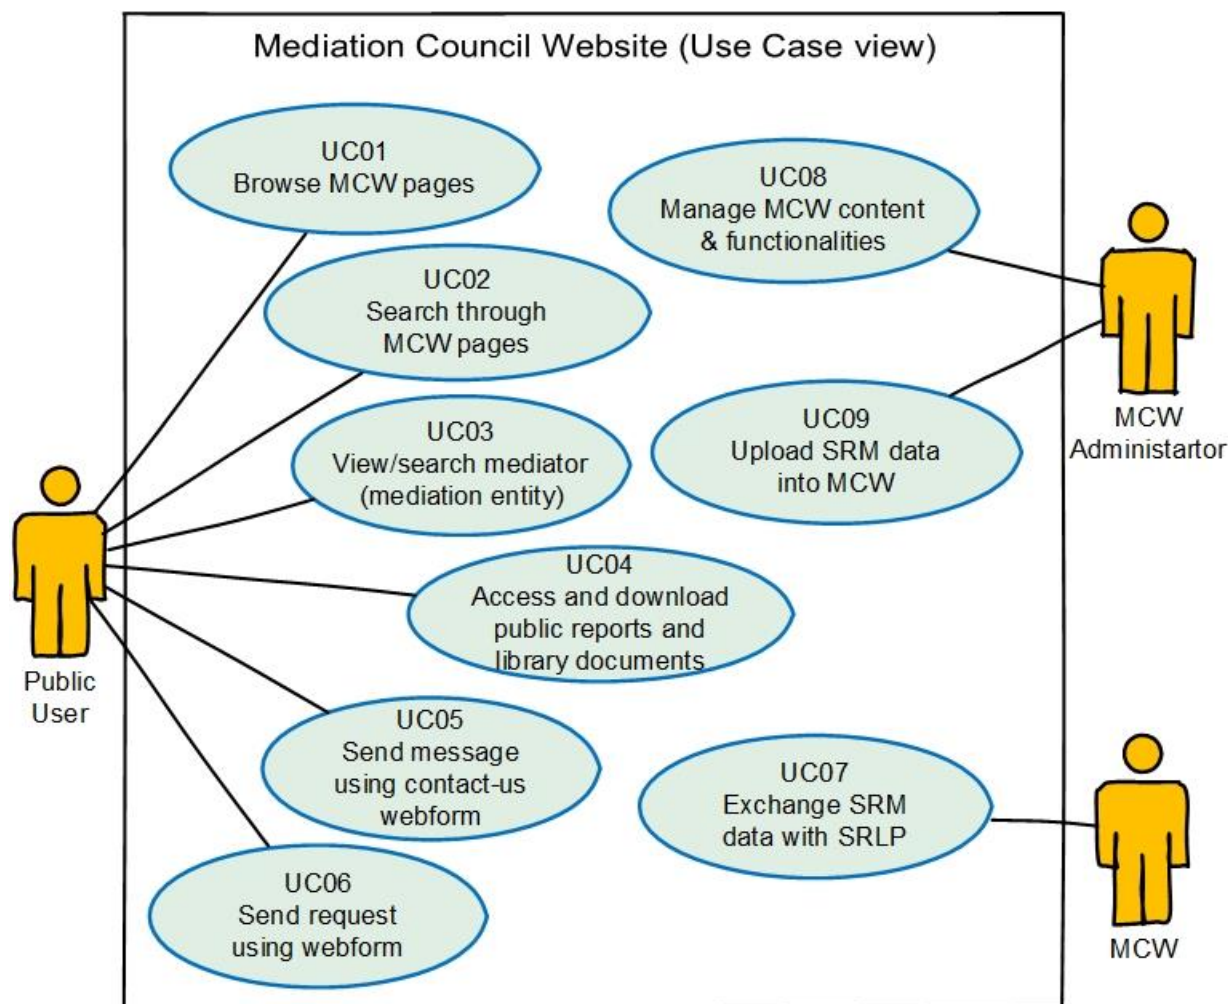 Mediation Council Website (Use Case view)
UC01
Browse MCW pages
UC02
Search through
MCW pages
UC03
View/search mediator
(mediation entity)
UC04
Access and download
public reports and
library documents
UC05
Send message
using contact-us
webform
UC06
Send request
using webform
UC08
Manage MCW content
& functionalities
UC09
Upload SRM data
into MCW
UC07
Exchange SRM
data with SRLP
Public
User
MCW
Administartor
MCW